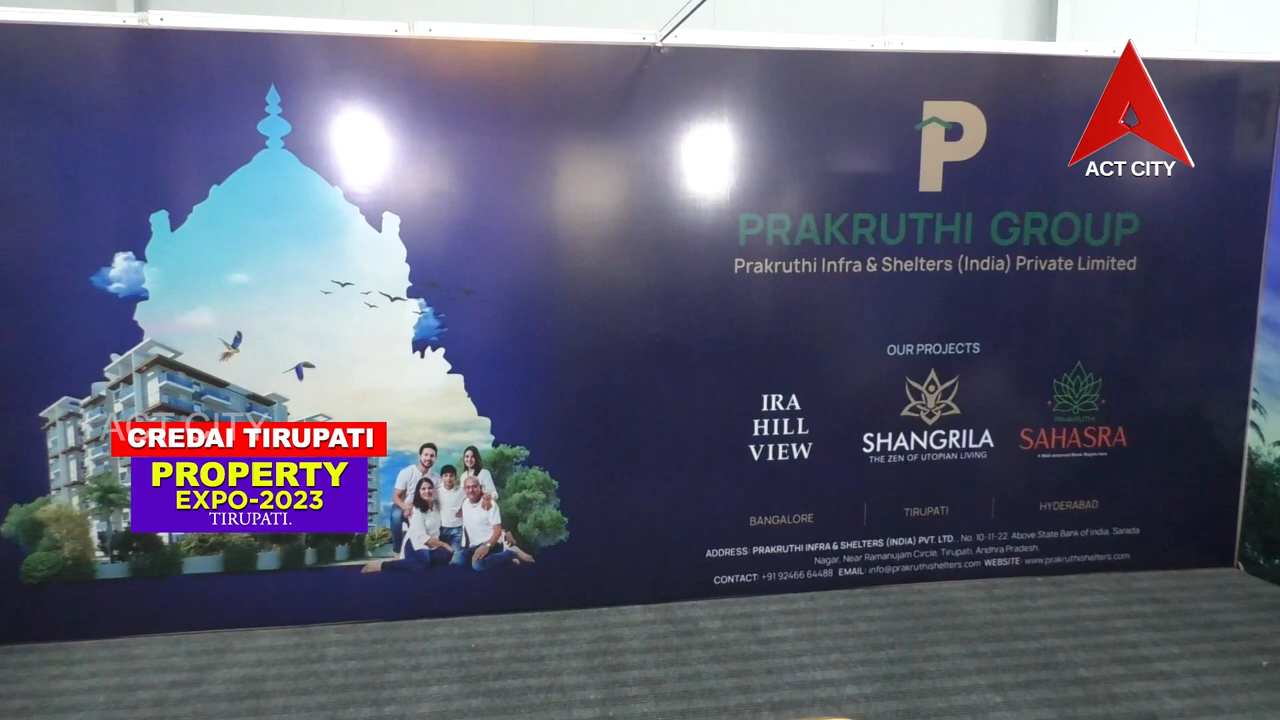 ACT CITY
P
PRAKRUTHI GROUP
Prakruthi Infra & Shelters (India) Private Limited
OUR PROJECTS
IRA
HILL
VIEW
SHANGRILA
THE ZEN OF UTOPIAN LIVING
PRAKRUTHI
SAHASRA
BANGALORE
TIRUPATI
HYDERABAD
ADDRESS: PRAKRUTHI INFRA & SHELTERS (INDIA) PVT. LTD., No. 10-11-22, Above State Bank of India, Sarada
Nagar, Near Ramanujam Circle, Tirupati, Andhra Pradesh.
CONTACT: +91 92466 64488 EMAIL: info@prakruthishelters.com WEBSITE: www.prakruthishelters.com
ACT CITY
CREDAI TIRUPATI
PROPERTY
EXPO-2023
TIRUPATI.